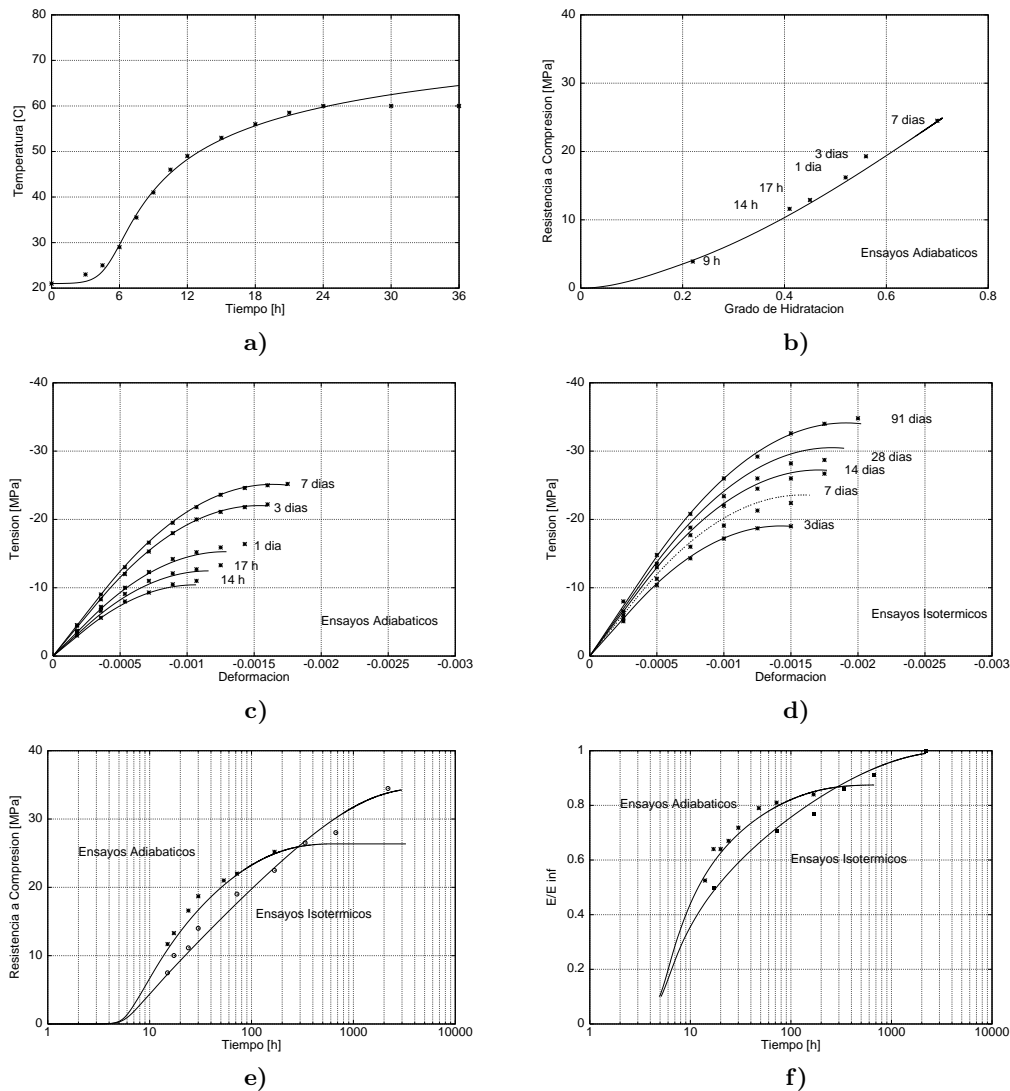 80
70
60
50
40
30
20
0
6
12
18
24
30
36
Temperatura [C]
Tiempo [h]
a)
40
30
20
10
0
0
0.2
0.4
0.6
0.8
Resistencia a Compresion [MPa]
Grado de Hidratacion
7 dias
3 dias
1 dia
17 h
14 h
9 h
Ensayos Adiabaticos
b)
-40
-30
-20
-10
0
0
-0.0005
-0.001
-0.0015
-0.002
-0.0025
-0.003
Tension [MPa]
Deformacion
7 dias
3 dias
1 dia
17 h
14 h
Ensayos Adiabaticos
c)
-40
-30
-20
-10
0
0
-0.0005
-0.001
-0.0015
-0.002
-0.0025
-0.003
Tension [MPa]
Deformacion
91 dias
28 dias
14 dias
7 dias
3dias
Ensayos Isotermicos
d)
40
30
20
10
0
1
10
100
1000
10000
Resistencia a Compresion [MPa]
Tiempo [h]
Ensayos Adiabaticos
Ensayos Isotermicos
e)
1
0.8
0.6
0.4
0.2
0
1
10
100
1000
10000
E/E inf
Tiempo [h]
Ensayos Adiabaticos
Ensayos Isotermicos
f)